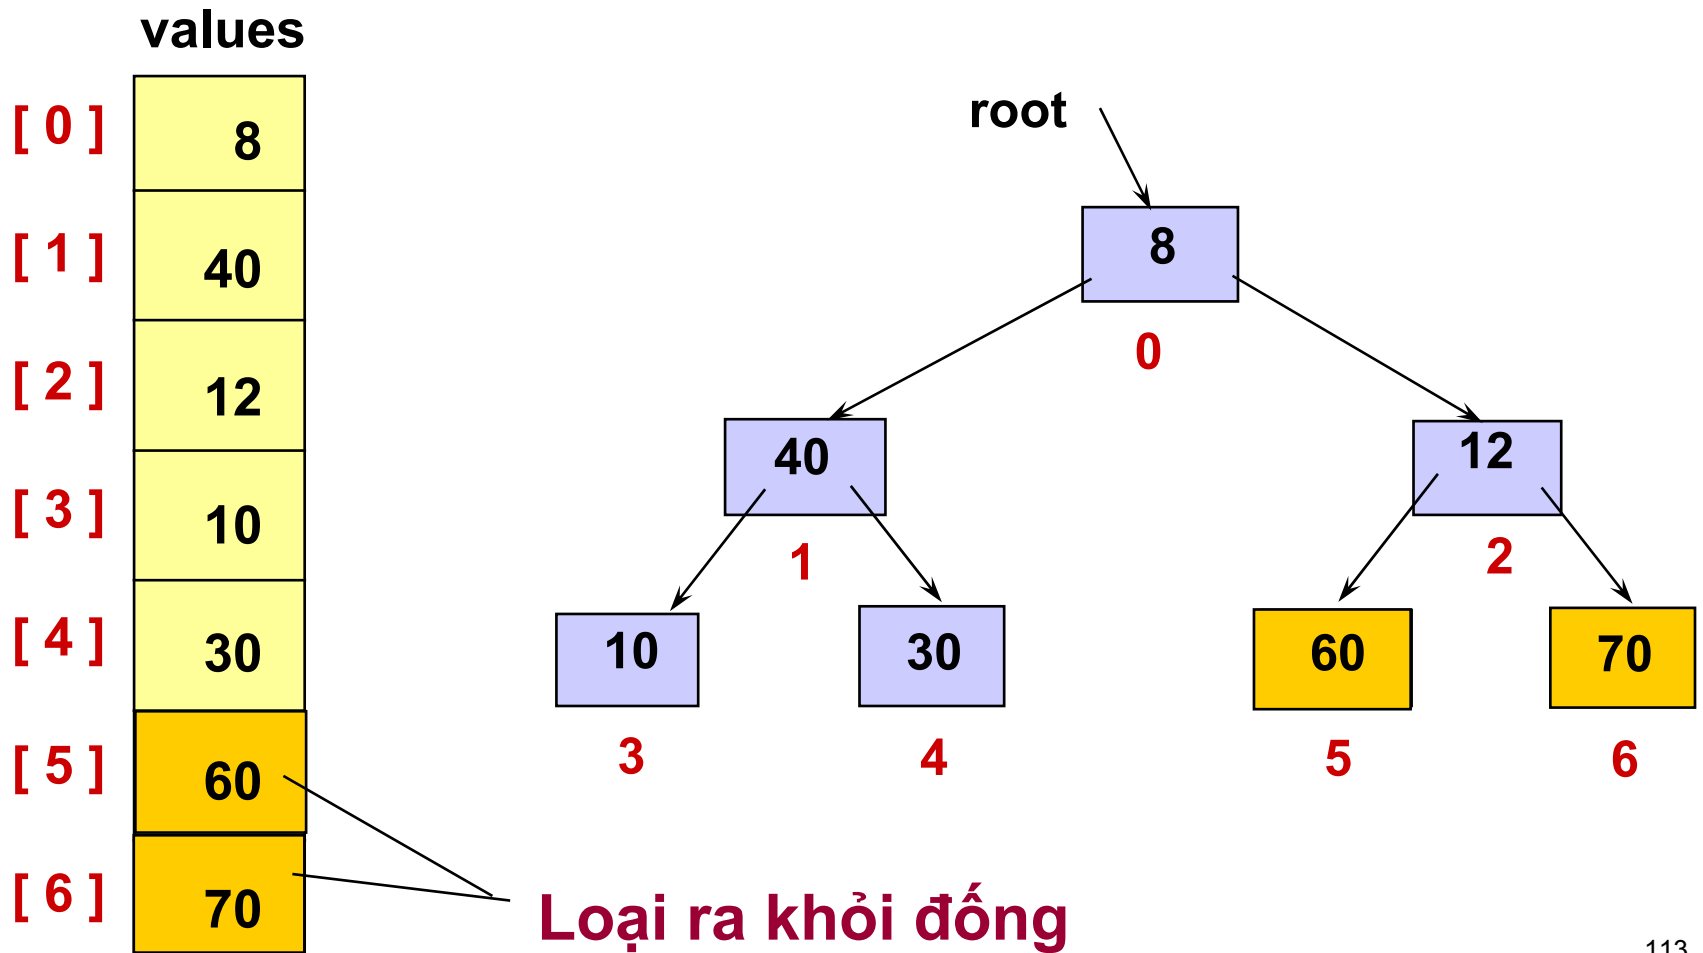 values
[ 0 ] 8
[ 1 ] 40
[ 2 ] 12
[ 3 ] 10
[ 4 ] 30
[ 5 ] 60
[ 6 ] 70
root
8
0
40 12
1 2
10 30 60 70
3 4 5 6
Loại ra khỏi đống
113